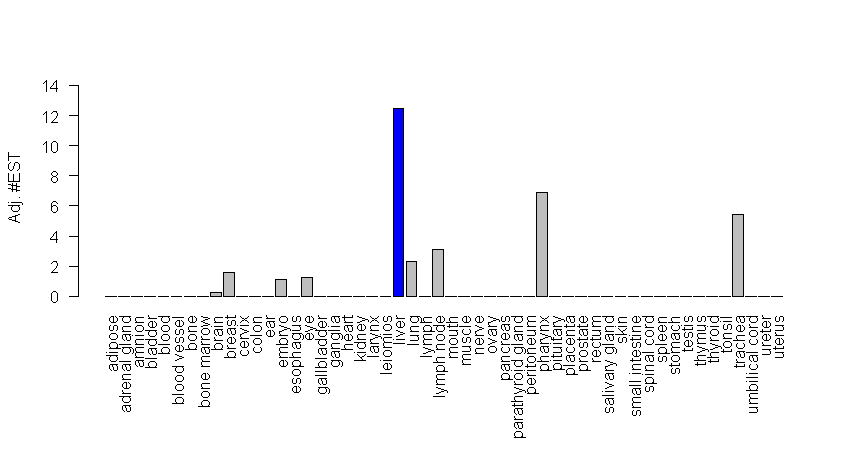 Adj. #EST
14
12
10
8
6
4
2
0
adipose
adrenal gland
amnion
bladder
blood
blood vessel
bone
bone marrow
brain
breast
cervix
colon
ear
embryo
esophagus
eye
gallbladder
ganglia
heart
kidney
larynx
leiomios
liver
lung
lymph
lymph node
mouth
muscle
nerve
ovary
pancreas
parathyroid gland
peritoneum
pharynx
pituitary
placenta
prostate
rectum
salivary gland
skin
small intestine
spinal cord
spleen
stomach
testis
thymus
thyroid
tonsil
trachea
umbilical cord
ureter
uterus